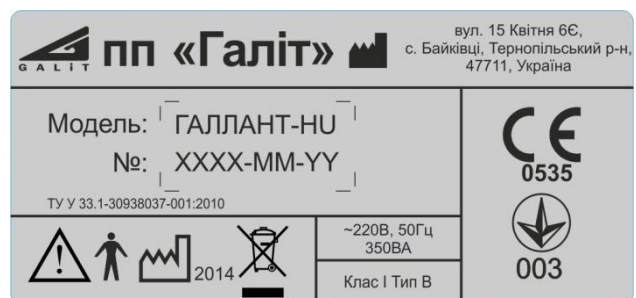 GALIT
ПП «Галіт»
вул. 15 Квітня 6Є,
с. Байківці, Тернопільський р-н,
47711, Україна
Модель: ГАЛЛАНТ-HU
№: XXXX-MM-YY
ТУ У 33.1-30938037-001:2010
CE
0535
003
2014
~220В, 50Гц
350ВА
Клас I Тип В